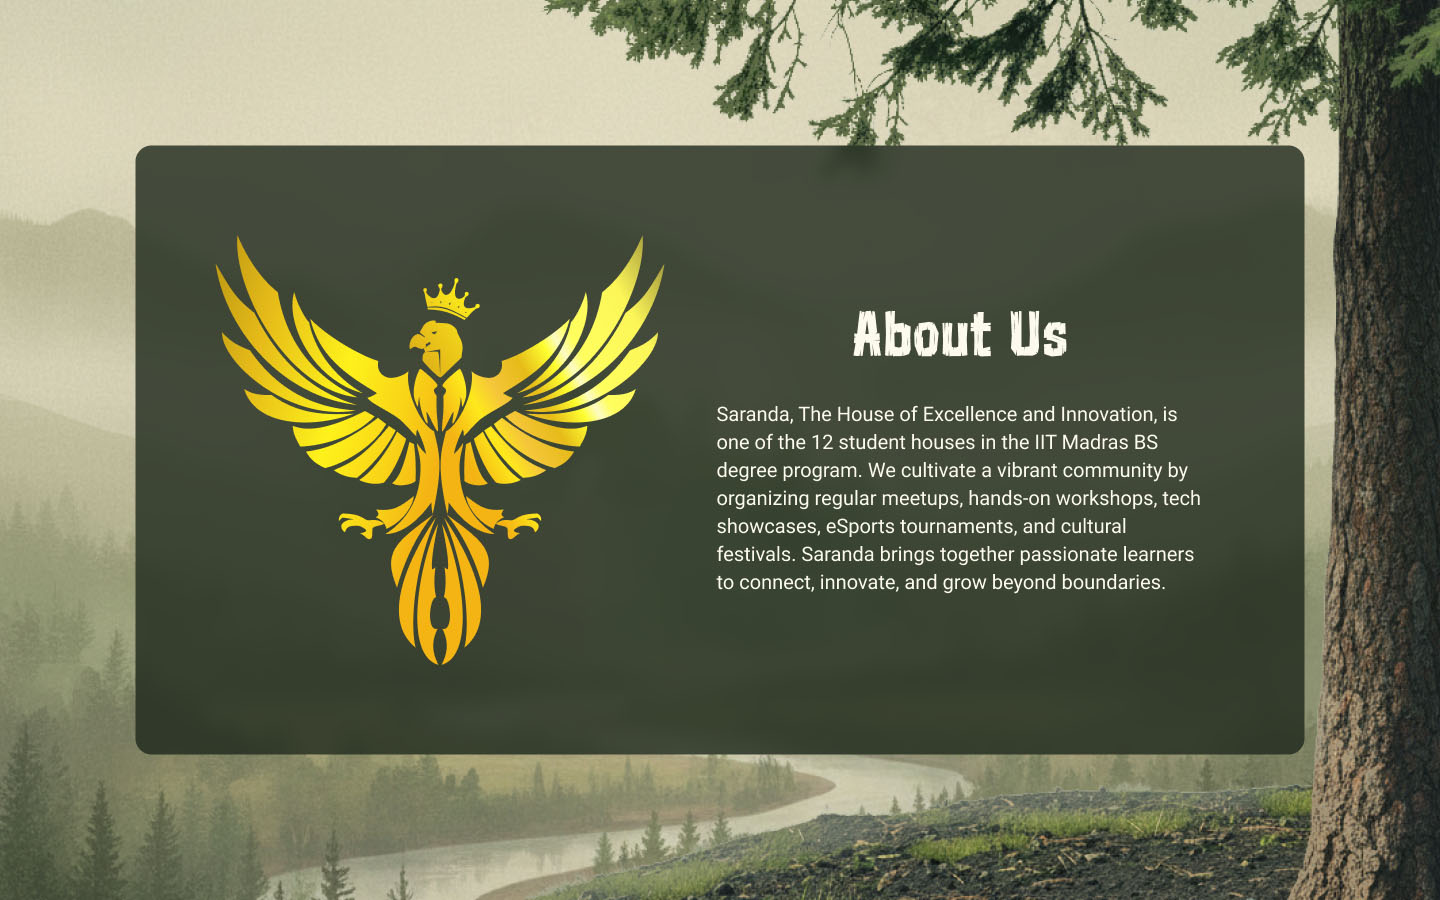 About Us
Saranda, The House of Excellence and Innovation, is
one of the 12 student houses in the IIT Madras BS
degree program. We cultivate a vibrant community by
organizing regular meetups, hands-on workshops, tech
showcases, eSports tournaments, and cultural
festivals. Saranda brings together passionate learners
to connect, innovate, and grow beyond boundaries.